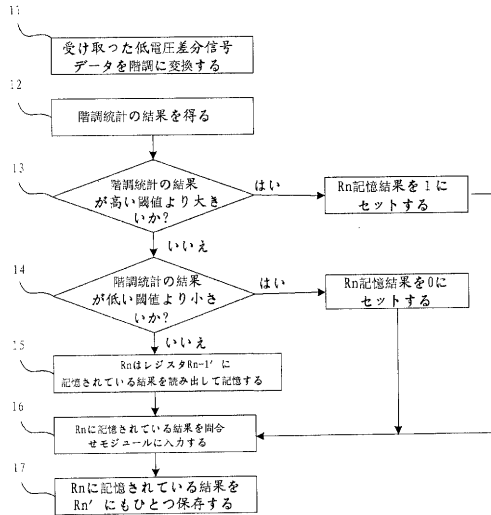 11
受け取った低電圧差分信号
データを階調に変換する
12
階調統計の結果を得る
13
階調統計の結果
が高い閾値より大き
いか?
はい
Rn記憶結果を1に
セットする
いいえ
14
階調統計の結果
が低い閾値より小さ
いか?
はい
Rn記憶結果を0に
セットする
いいえ
15
RnはレジスタRn-1′に
記憶されている結果を読み出して記憶する
16
Rnに記憶されている結果を問合
せモジュールに入力する
17
Rnに記憶されている結果を
Rn′にもひとつ保存する